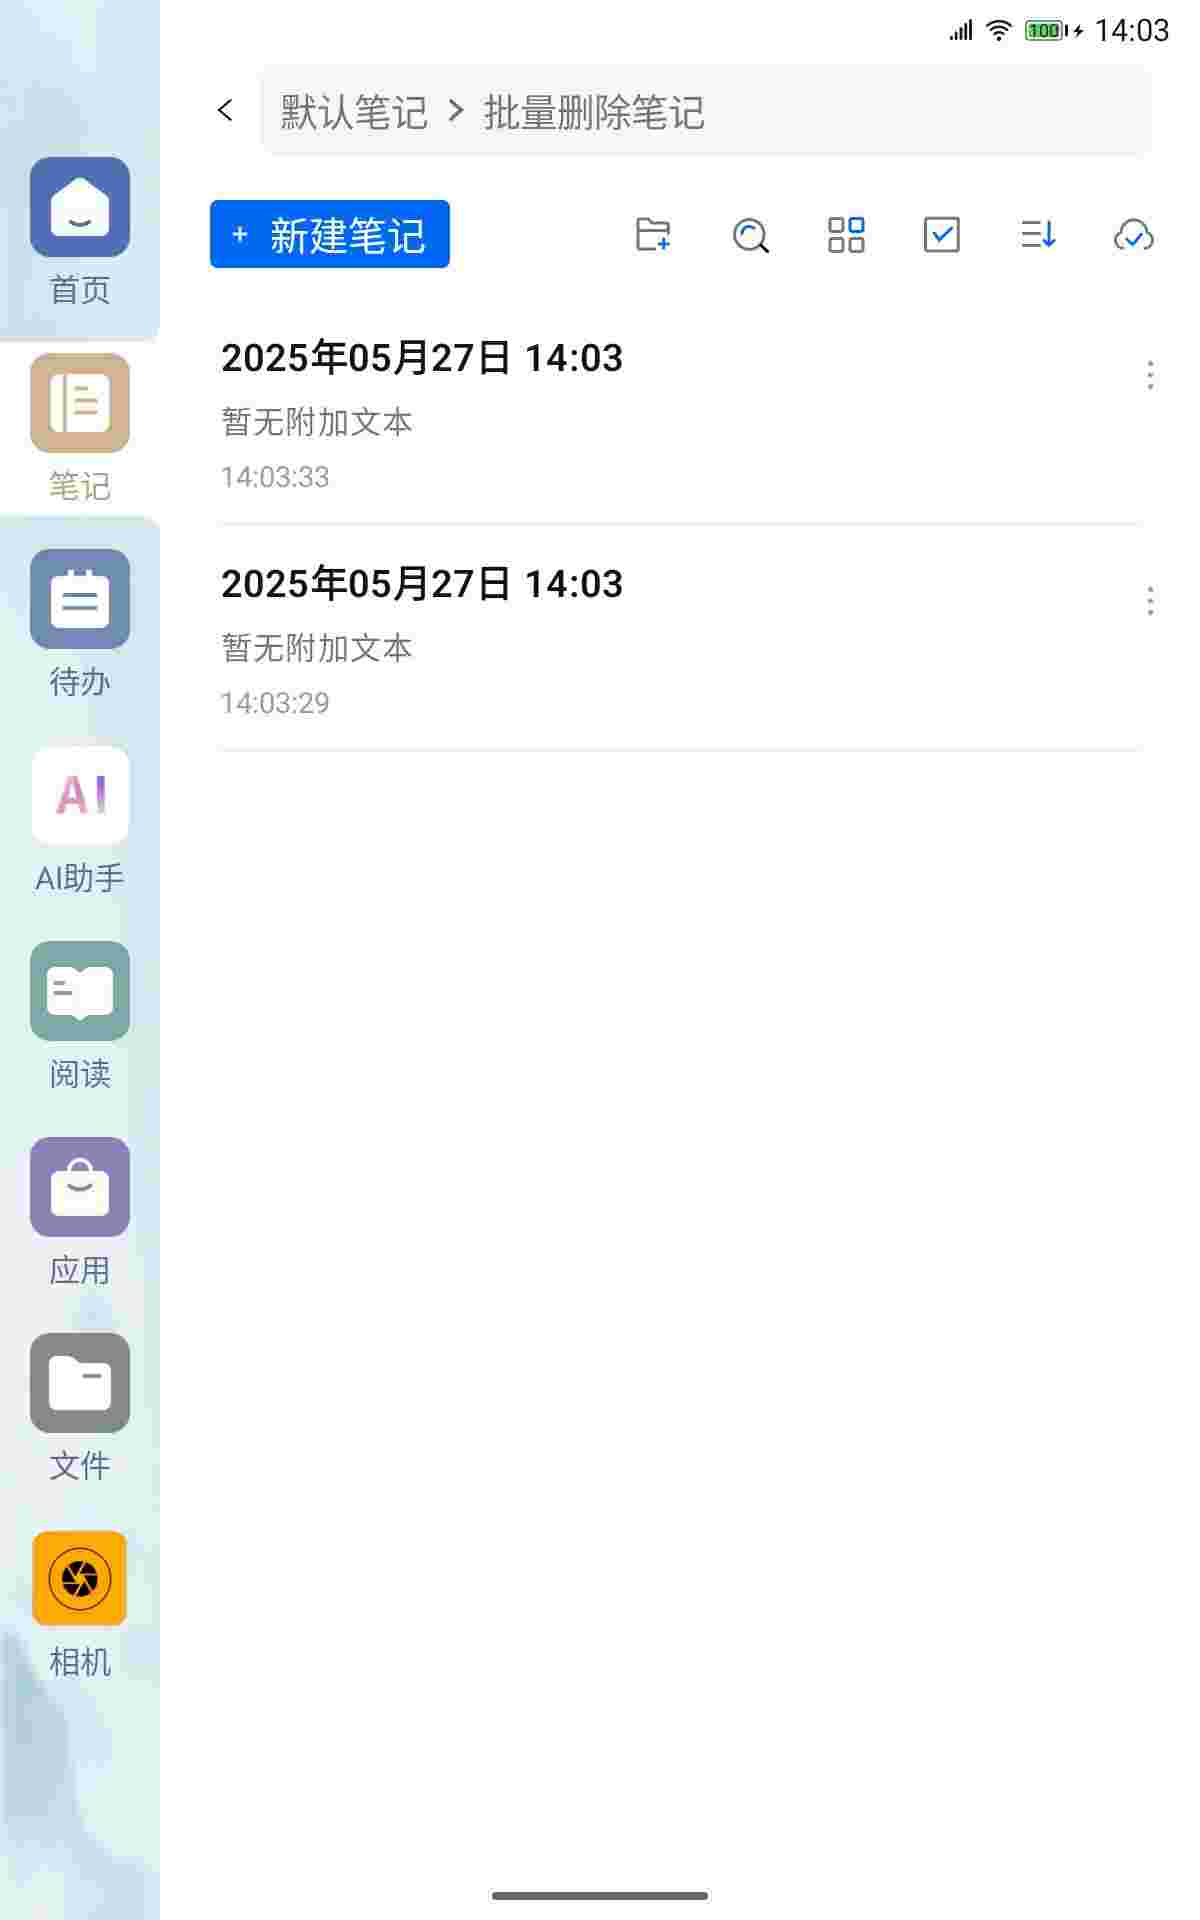 100 14:03
默认笔记 > 批量删除笔记
+ 新建笔记
首页
笔记
待办
AI
AI助手
阅读
应用
文件
相机
2025年05月27日 14:03
暂无附加文本
14:03:33
2025年05月27日 14:03
暂无附加文本
14:03:29